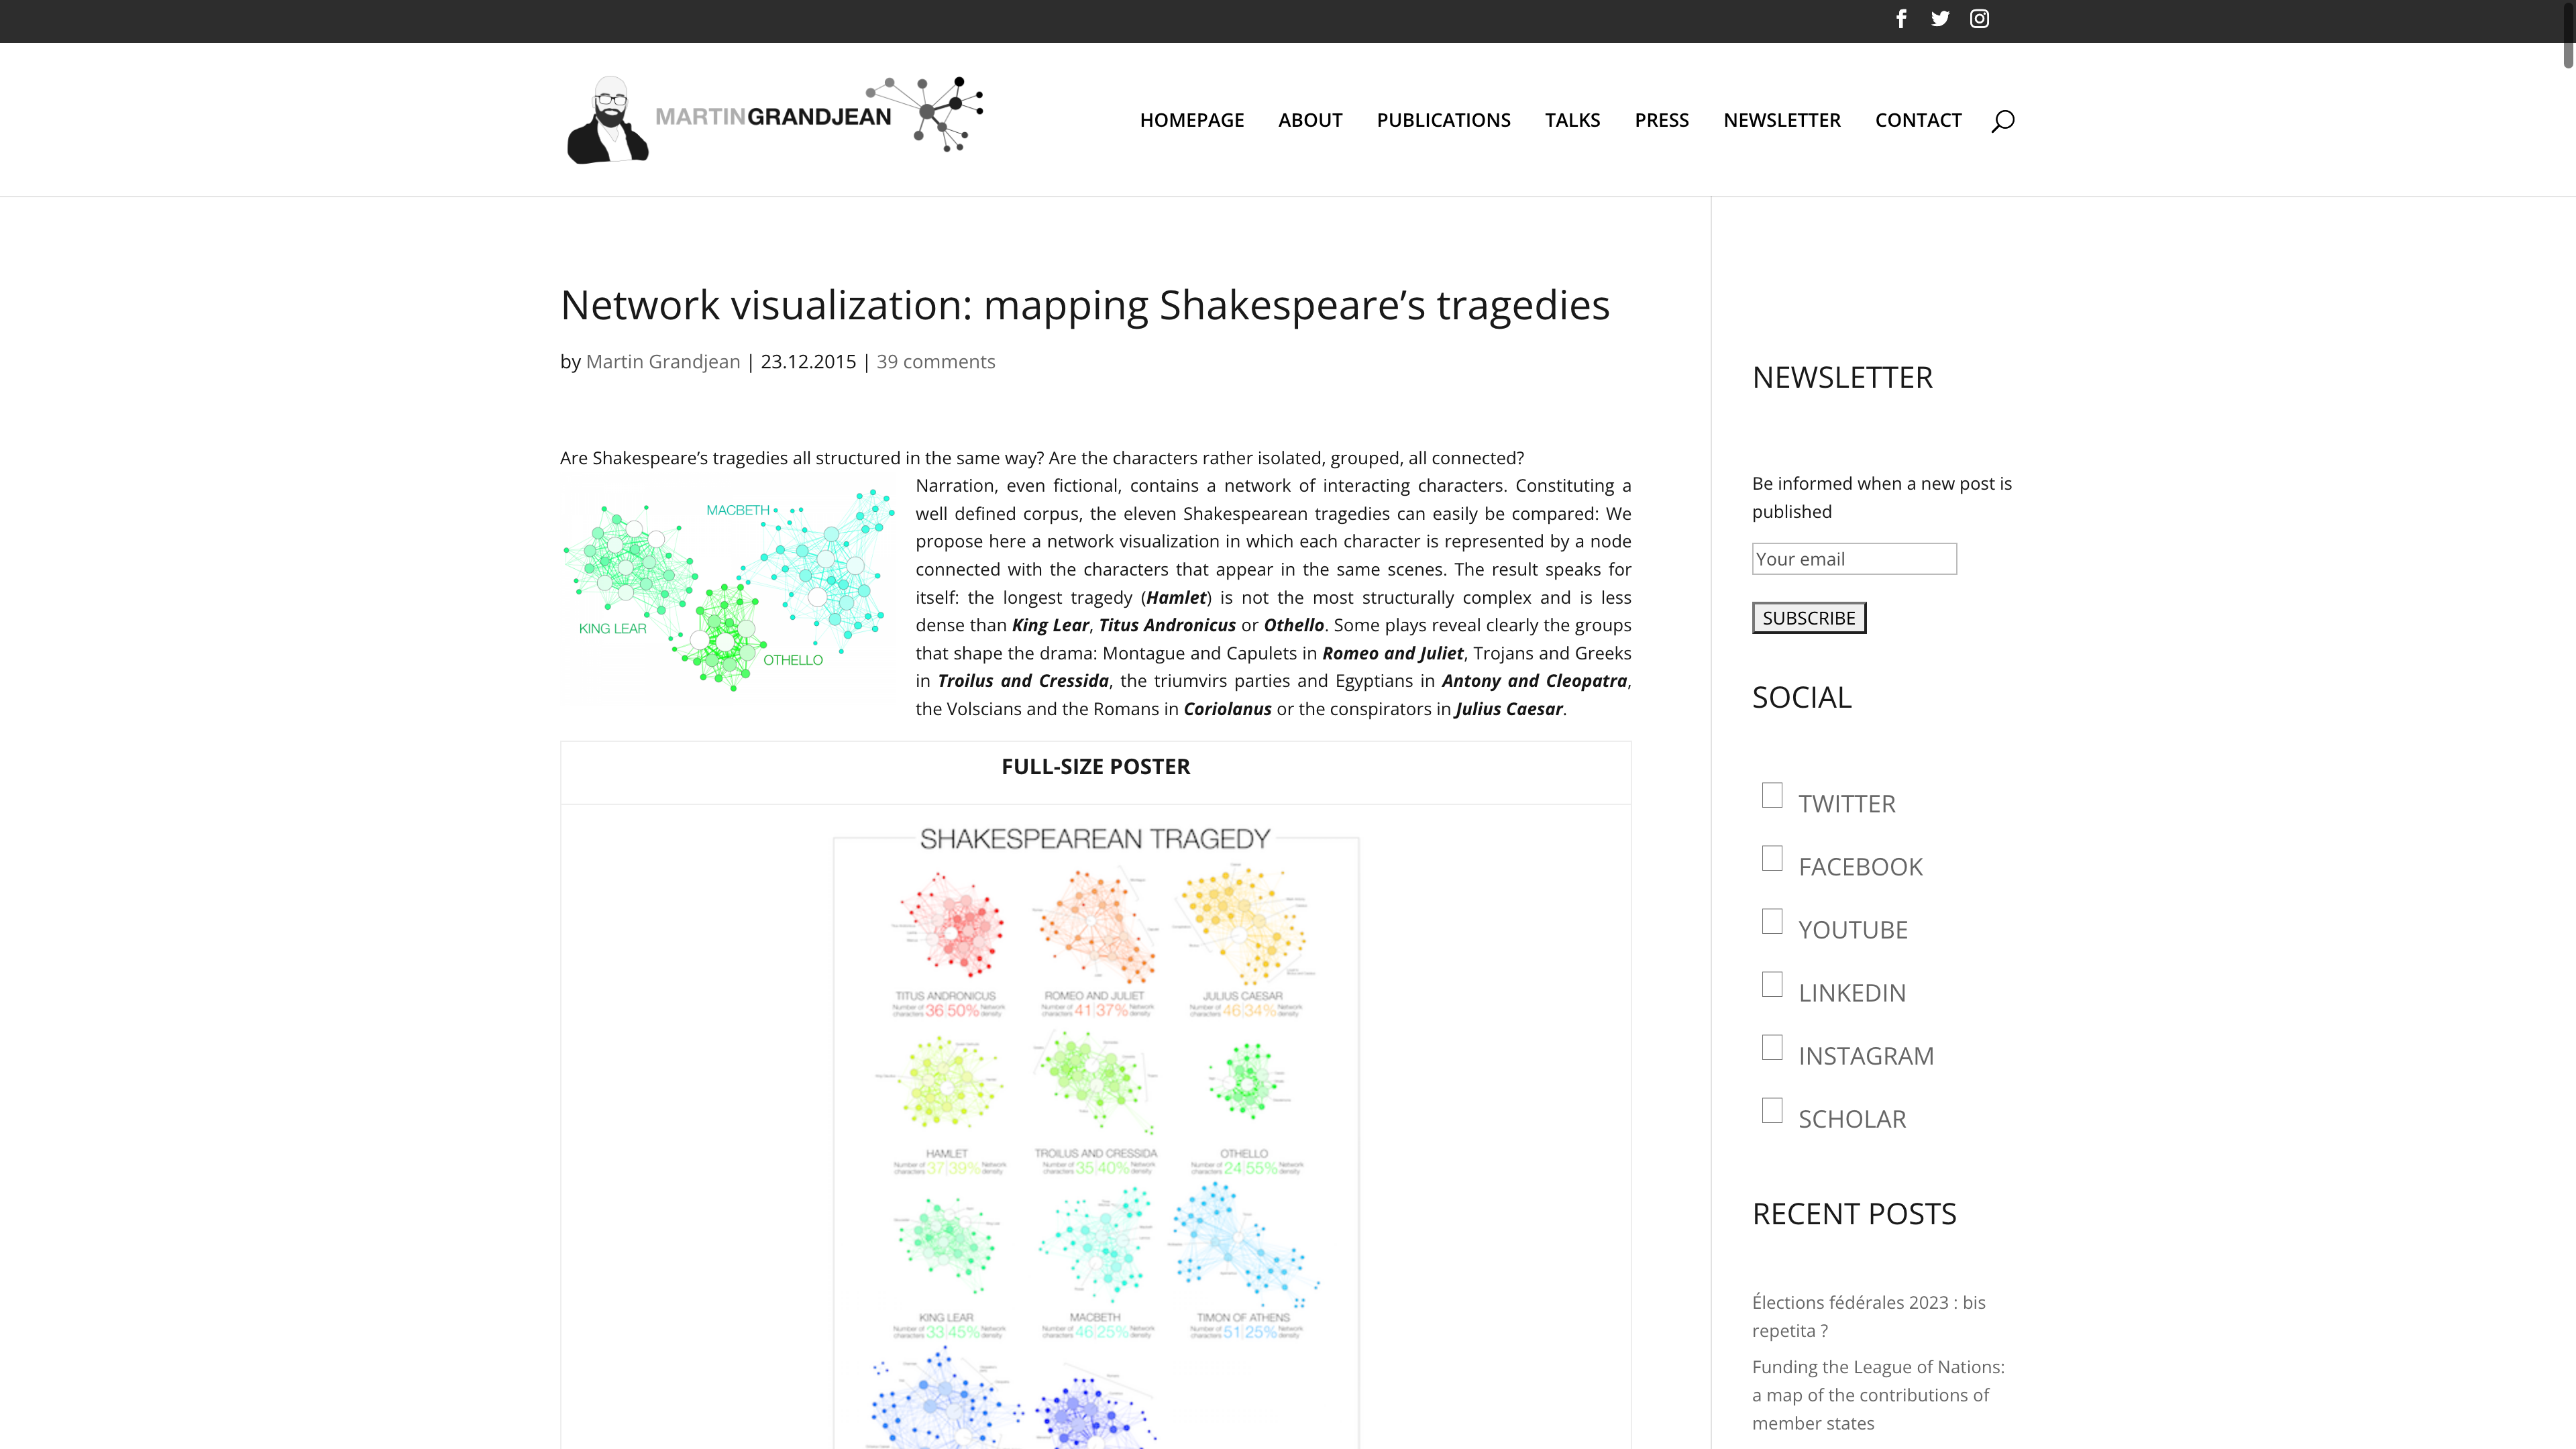 MARTINGRANDJEAN
HOMEPAGE ABOUT PUBLICATIONS TALKS PRESS NEWSLETTER CONTACT
Network visualization: mapping Shakespeare’s tragedies
by Martin Grandjean | 23.12.2015 | 39 comments
Are Shakespeare’s tragedies all structured in the same way? Are the characters rather isolated, grouped, all connected?
MACBETH
KING LEAR
OTHELLO
Narration, even fictional, contains a network of interacting characters. Constituting a
well defined corpus, the eleven Shakespearean tragedies can easily be compared: We
propose here a network visualization in which each character is represented by a node
connected with the characters that appear in the same scenes. The result speaks for
itself: the longest tragedy (Hamlet) is not the most structurally complex and is less
dense than King Lear, Titus Andronicus or Othello. Some plays reveal clearly the groups
that shape the drama: Montague and Capulets in Romeo and Juliet, Trojans and Greeks
in Troilus and Cressida, the triumvirs parties and Egyptians in Antony and Cleopatra,
the Volscians and the Romans in Coriolanus or the conspirators in Julius Caesar.
FULL-SIZE POSTER
SHAKESPEAREAN TRAGEDY
TITUS ANDRONICUS
Number of characters 36 | 50% Network density
ROMEO AND JULIET
Number of characters 41 | 37% Network density
JULIUS CAESAR
Number of characters 46 | 34% Network density
HAMLET
Number of characters 37 | 39% Network density
TROILUS AND CRESSIDA
Number of characters 35 | 40% Network density
OTHELLO
Number of characters 24 | 55% Network density
KING LEAR
Number of characters 33 | 45% Network density
MACBETH
Number of characters 46 | 25% Network density
TIMON OF ATHENS
Number of characters 51 | 25% Network density
NEWSLETTER
Be informed when a new post is
published
Your email
SUBSCRIBE
SOCIAL
TWITTER
FACEBOOK
YOUTUBE
LINKEDIN
INSTAGRAM
SCHOLAR
RECENT POSTS
Élections fédérales 2023 : bis
repetita ?
Funding the League of Nations:
a map of the contributions of
member states